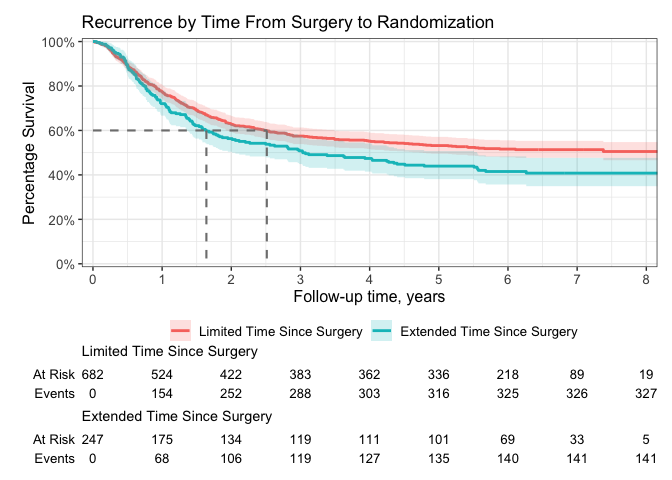 Recurrence by Time From Surgery to Randomization
100%
80%
60%
40%
20%
0%
Percentage Survival
0 1 2 3 4 5 6 7 8
Follow-up time, years
Limited Time Since Surgery Extended Time Since Surgery
Limited Time Since Surgery
At Risk 682 524 422 383 362 336 218 89 19
Events 0 154 252 288 303 316 325 326 327
Extended Time Since Surgery
At Risk 247 175 134 119 111 101 69 33 5
Events 0 68 106 119 127 135 140 141 141